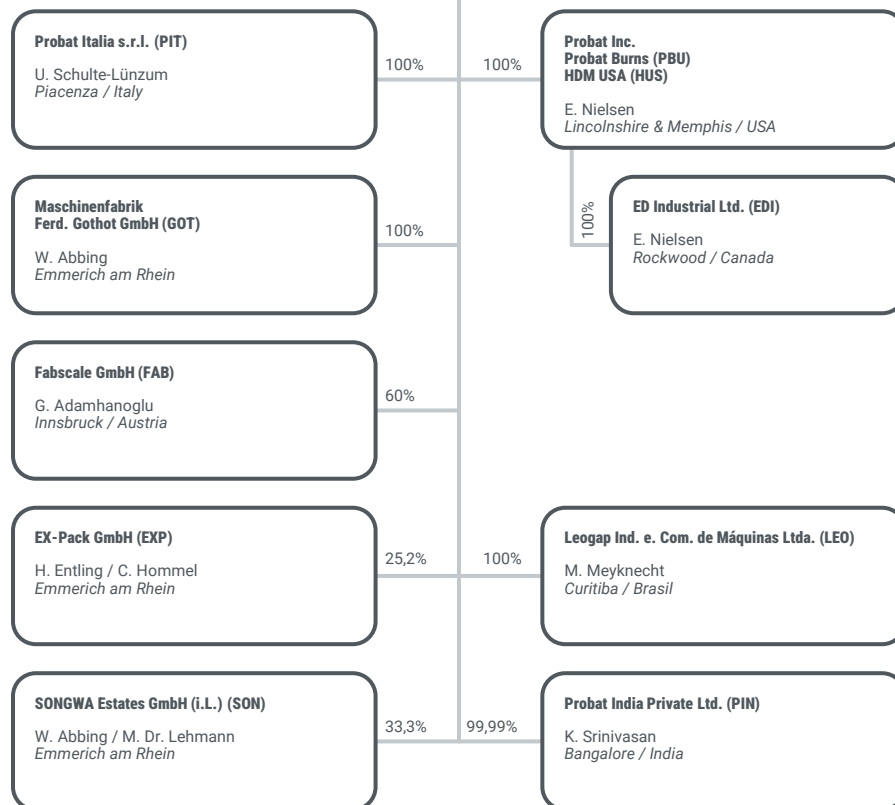 Probat Italia s.r.l. (PIT)
U. Schulte-Lünzum
Piacenza / Italy
100%
100%
Probat Inc.
Probat Burns (PBU)
HDM USA (HUS)
E. Nielsen
Lincolnshire & Memphis / USA
Maschinenfabrik
Ferd. Gothot GmbH (GOT)
W. Abbing
Emmerich am Rhein
100%
100%
ED Industrial Ltd. (EDI)
E. Nielsen
Rockwood / Canada
Fabscale GmbH (FAB)
G. Adamhanoglu
Innsbruck / Austria
60%
EX-Pack GmbH (EXP)
H. Entling / C. Hommel
Emmerich am Rhein
25,2%
100%
Leogap Ind. e. Com. de Máquinas Ltda. (LEO)
M. Meyknecht
Curitiba / Brasil
SONGWA Estates GmbH (i.L.) (SON)
W. Abbing / M. Dr. Lehmann
Emmerich am Rhein
33,3%
99,99%
Probat India Private Ltd. (PIN)
K. Srinivasan
Bangalore / India